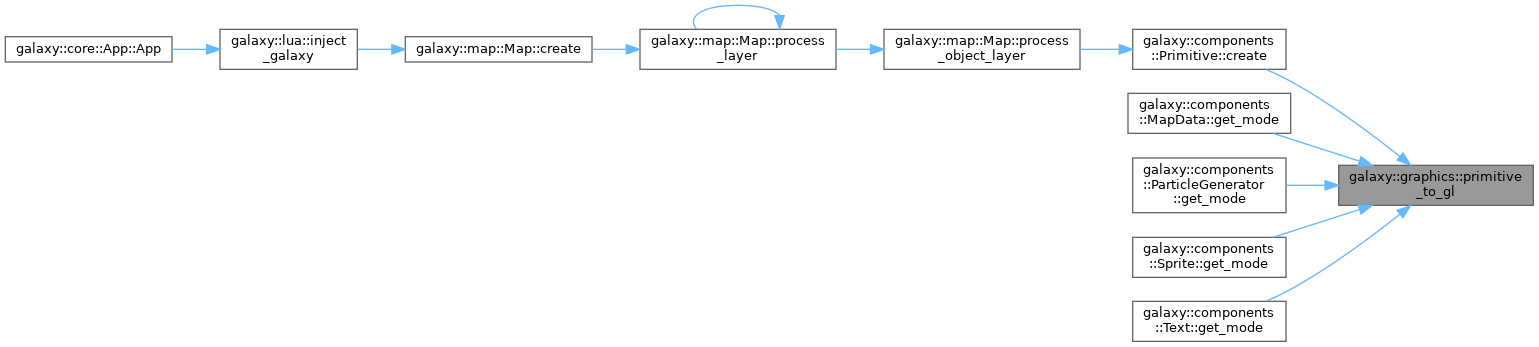 galaxy::core::App::App
galaxy::lua::inject
_galaxy
galaxy::map::Map::create
galaxy::map::Map::process
_layer
galaxy::map::Map::process
_object_layer
galaxy::components
::Primitive::create
galaxy::components
::MapData::get_mode
galaxy::components
::ParticleGenerator
::get_mode
galaxy::components
::Sprite::get_mode
galaxy::components
::Text::get_mode
galaxy::graphics::primitive
_to_gl